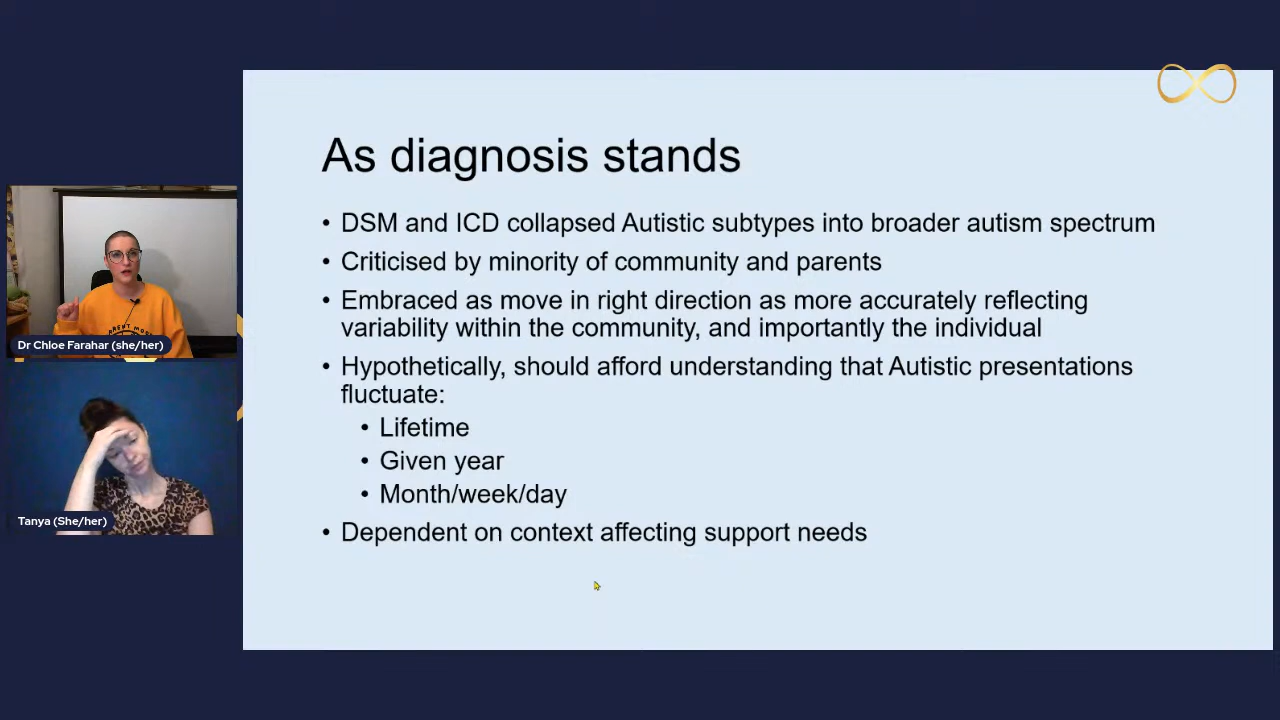 As diagnosis stands
• DSM and ICD collapsed Autistic subtypes into broader autism spectrum
• Criticised by minority of community and parents
• Embraced as move in right direction as more accurately reflecting
variability within the community, and importantly the individual
• Hypothetically, should afford understanding that Autistic presentations
fluctuate:
• Lifetime
• Given year
• Month/week/day
• Dependent on context affecting support needs
Dr Chloe Farahar (she/her)
Tanya (She/her)